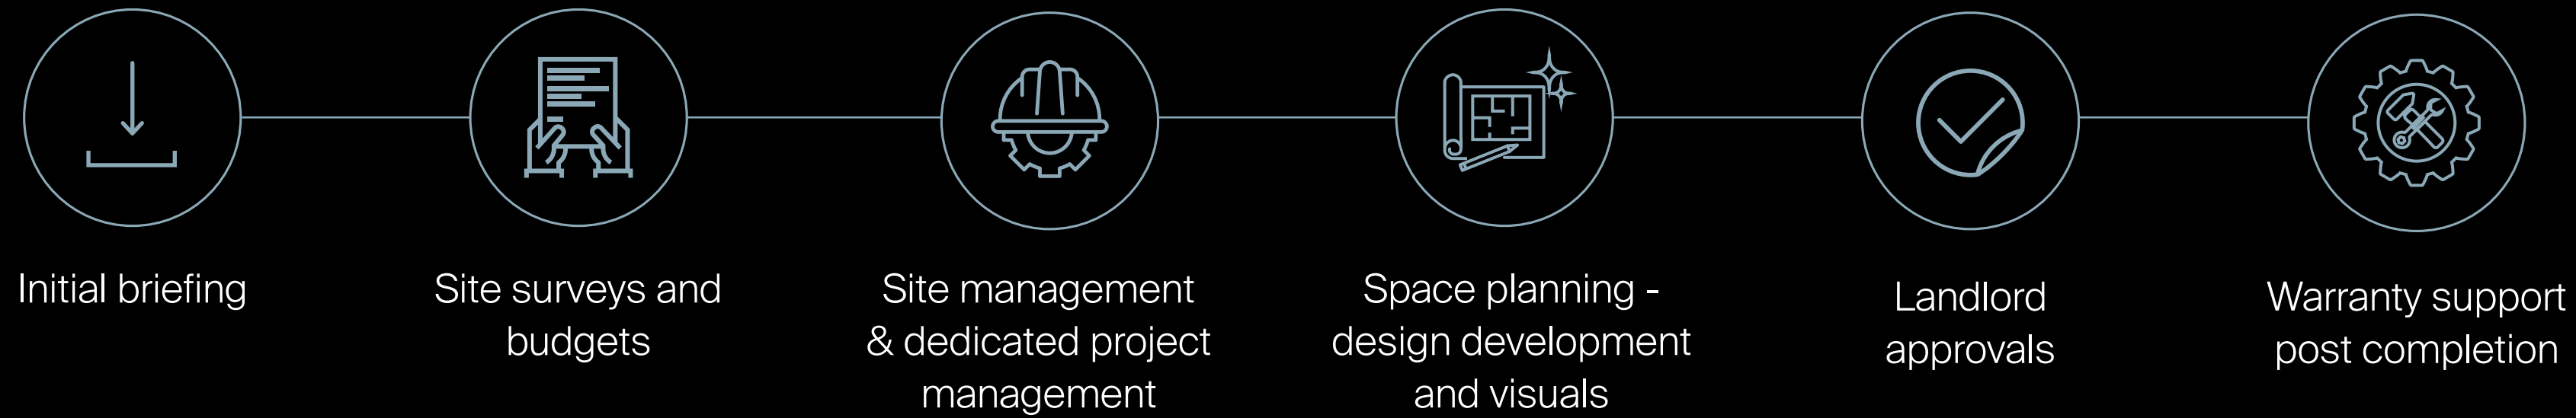 Initial briefing
Site surveys and
budgets
Site management
& dedicated project
management
Space planning -
design development
and visuals
Landlord
approvals
Warranty support
post completion